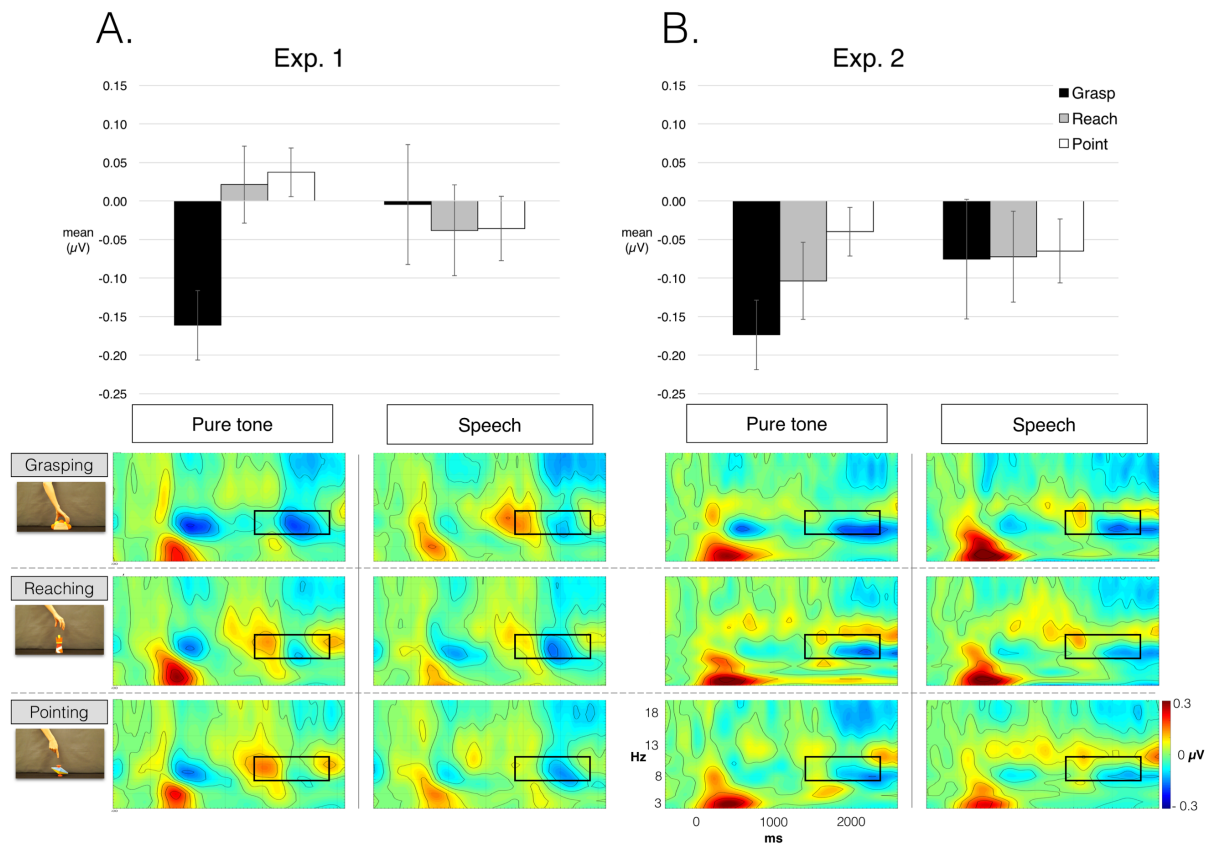 A.
Exp. 1
0.15
0.10
0.05
0.00
-0.05
-0.10
-0.15
-0.20
-0.25
mean
(µV)
B.
Exp. 2
Grasp
Reach
Point
0.15
0.10
0.05
0.00
-0.05
-0.10
-0.15
-0.20
-0.25
mean
(µV)
Pure tone
Speech
Pure tone
Speech
Grasping
Reaching
Pointing
18
13
Hz
8
3
0 1000 2000
ms
0.3
0 µV
- 0.3